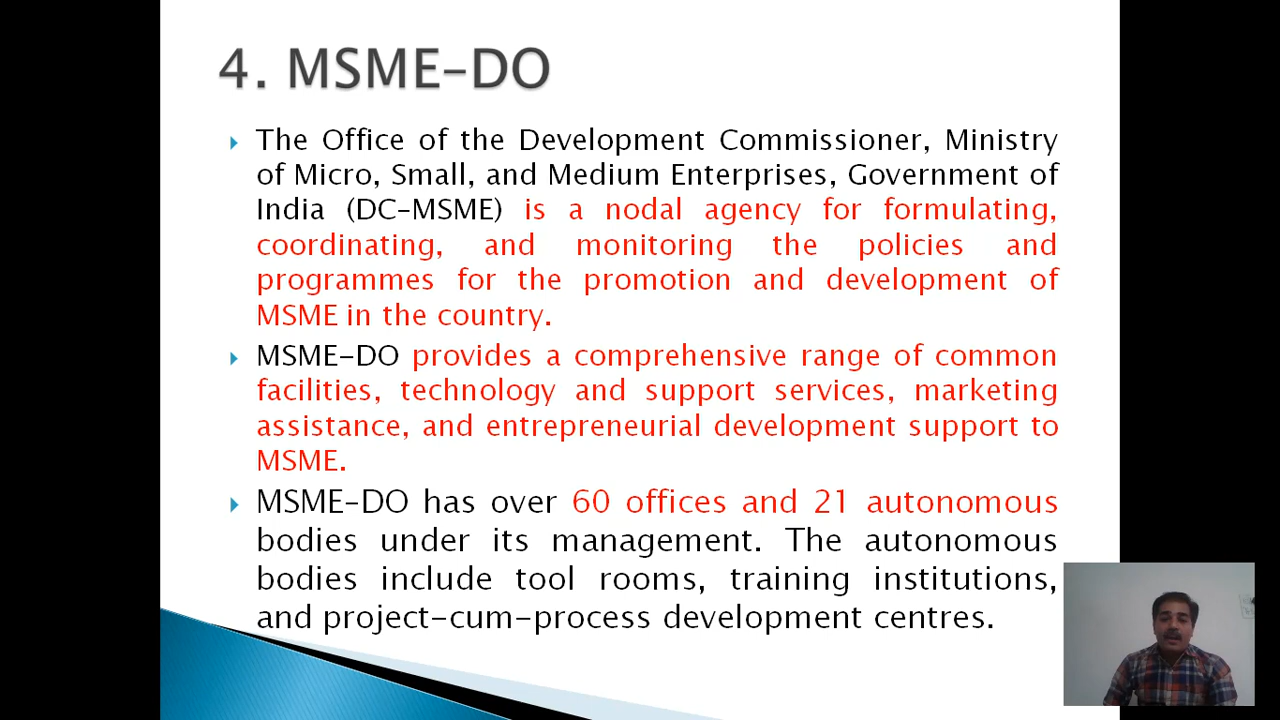 4. MSME-DO
The Office of the Development Commissioner, Ministry
of Micro, Small, and Medium Enterprises, Government of
India (DC-MSME) is a nodal agency for formulating,
coordinating, and monitoring the policies and
programmes for the promotion and development of
MSME in the country.
MSME-DO provides a comprehensive range of common
facilities, technology and support services, marketing
assistance, and entrepreneurial development support to
MSME.
MSME-DO has over 60 offices and 21 autonomous
bodies under its management. The autonomous
bodies include tool rooms, training institutions,
and project-cum-process development centres.